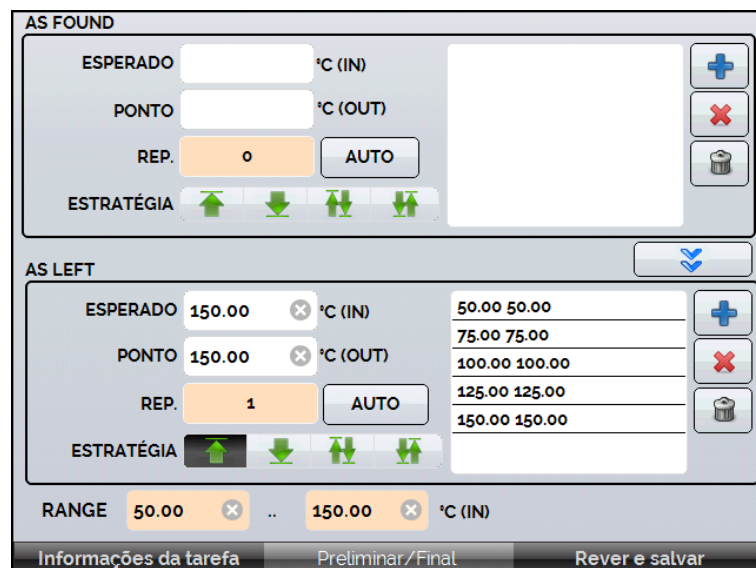 AS FOUND
ESPERADO °C (IN)
PONTO °C (OUT)
REP. 0 AUTO
ESTRATÉGIA
AS LEFT
ESPERADO 150.00 °C (IN)
PONTO 150.00 °C (OUT)
REP. 1 AUTO
ESTRATÉGIA
50.00 50.00
75.00 75.00
100.00 100.00
125.00 125.00
150.00 150.00
RANGE 50.00 .. 150.00 °C (IN)
Informações da tarefa Preliminar/Final Rever e salvar